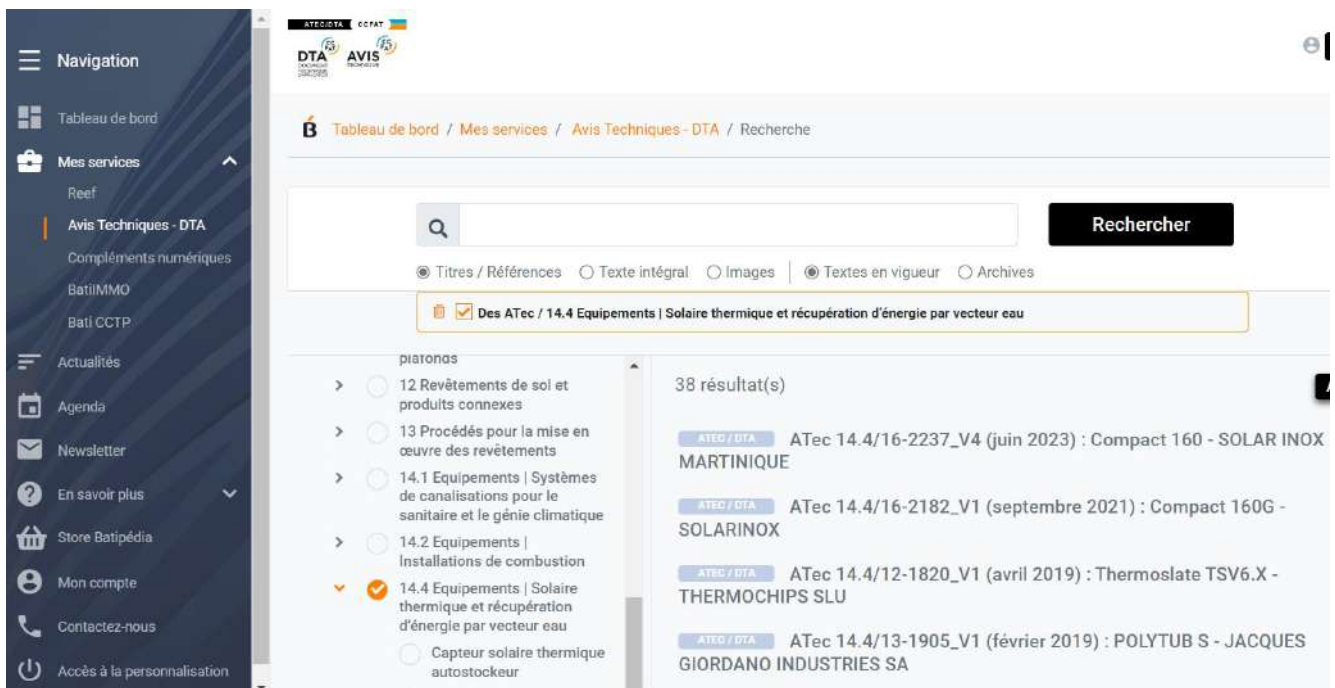 Navigation
Tableau de bord
Mes services
Reef
Avis Techniques - DTA
Compléments numériques
BatiIMMO
Bati CCTP
Actualités
Agenda
Newsletter
En savoir plus
Store Batipédia
Mon compte
Contactez-nous
Accès à la personnalisation
ATEC/DTA CCFAT
DTA AVIS
Tableau de bord / Mes services / Avis Techniques - DTA / Recherche
Rechercher
Titres / Références Texte intégral Images Textes en vigueur Archives
Des ATec / 14.4 Equipements | Solaire thermique et récupération d'énergie par vecteur eau
plafonds
12 Revêtements de sol et
produits connexes
13 Procédés pour la mise en
œuvre des revêtements
14.1 Equipements | Systèmes
de canalisations pour le
sanitaire et le génie climatique
14.2 Equipements |
Installations de combustion
14.4 Equipements | Solaire
thermique et récupération
d'énergie par vecteur eau
Capteur solaire thermique
autostockeur
38 résultat(s)
ATEC / DTA ATec 14.4/16-2237_V4 (juin 2023) : Compact 160 - SOLAR INOX
MARTINIQUE
ATEC / DTA ATec 14.4/16-2182_V1 (septembre 2021) : Compact 160G -
SOLARINOX
ATEC / DTA ATec 14.4/12-1820_V1 (avril 2019) : Thermoslate TSV6.X -
THERMOCHIPS SLU
ATEC / DTA ATec 14.4/13-1905_V1 (février 2019) : POLYTUB S - JACQUES
GIORDANO INDUSTRIES SA